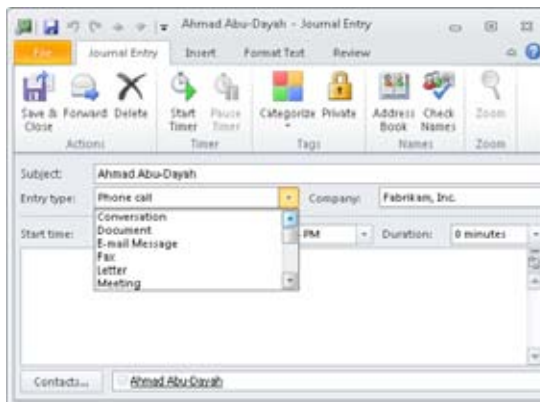 Ahmad Abu-Dayah - Journal Entry
File Journal Entry Insert Format Text Review
Save & Close Forward Delete Start Timer Pause Timer Categorize Private Address Book Check Names Zoom
Actions Timer Tags Names Zoom
Subject: Ahmad Abu-Dayah
Entry type: Phone call Company: Fabrikam, Inc.
Conversation
Document
Start time: PM Duration: 0 minutes
E-mail Message
Fax
Letter
Meeting
Contacts... Ahmad Abu-Dayah